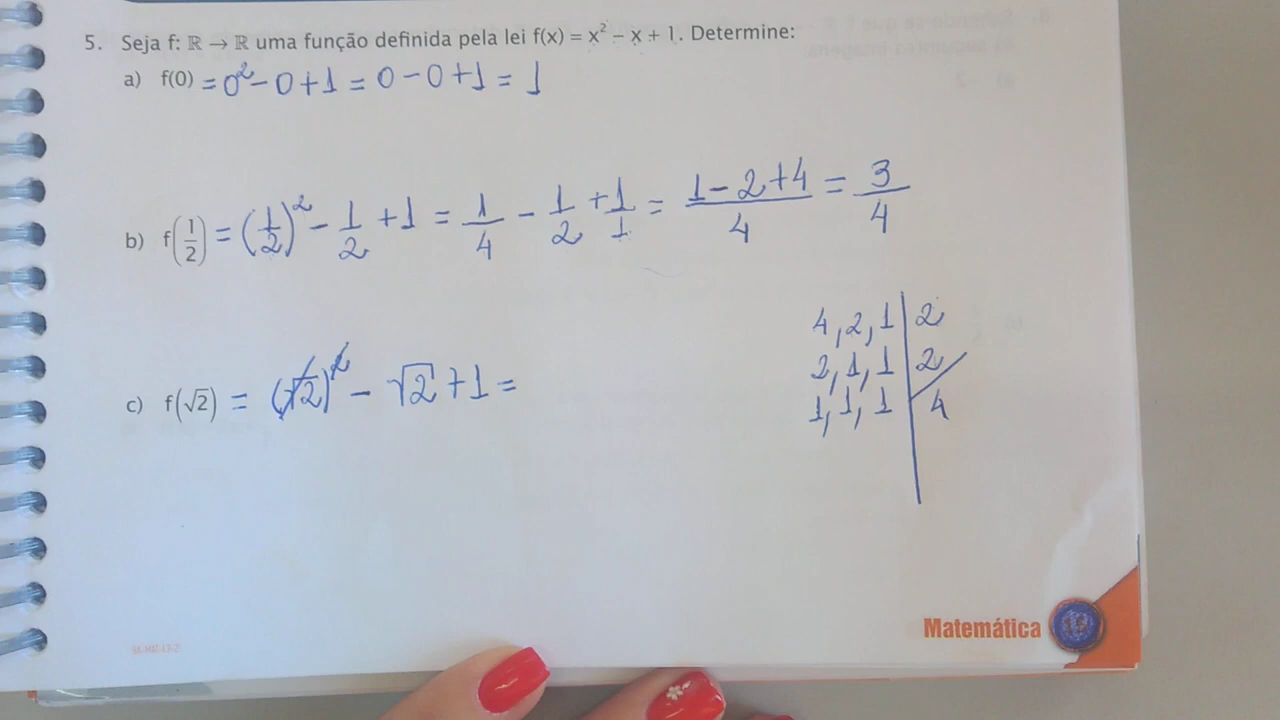 5. Seja f: ℝ → ℝ uma função definida pela lei f(x) = x² – x + 1. Determine:
a) f(0) = 0² – 0 + 1 = 0 – 0 + 1 = 1
b) f(1/2) = (1/2)² – 1/2 + 1 = 1/4 – 1/2 + 1/1 = (1 – 2 + 4)/4 = 3/4
4, 2, 1 | 2
2, 1, 1 | 2
1, 1, 1 | 4
c) f(√2) = (√2)² – √2 + 1 =
Matemática